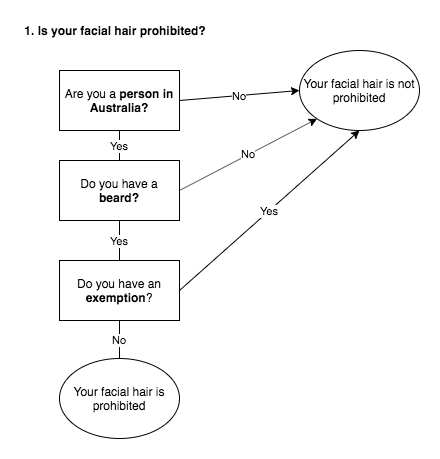 1. Is your facial hair prohibited?
Are you a person in
Australia?
No
Your facial hair is not
prohibited
Yes
Do you have a
beard?
No
Yes
Yes
Do you have an
exemption?
No
Your facial hair is
prohibited